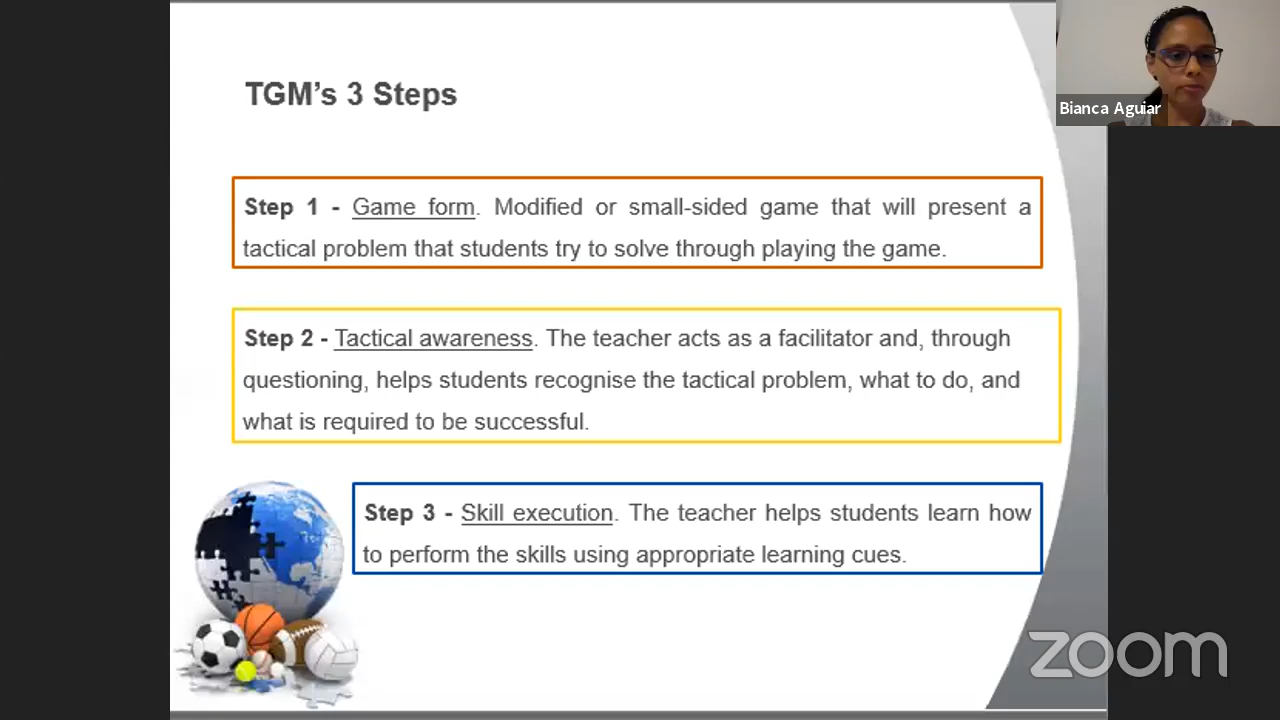 TGM's 3 Steps
Bianca Aguiar
Step 1 - Game form. Modified or small-sided game that will present a
tactical problem that students try to solve through playing the game.
Step 2 - Tactical awareness. The teacher acts as a facilitator and, through
questioning, helps students recognise the tactical problem, what to do, and
what is required to be successful.
Step 3 - Skill execution. The teacher helps students learn how
to perform the skills using appropriate learning cues.
zoom